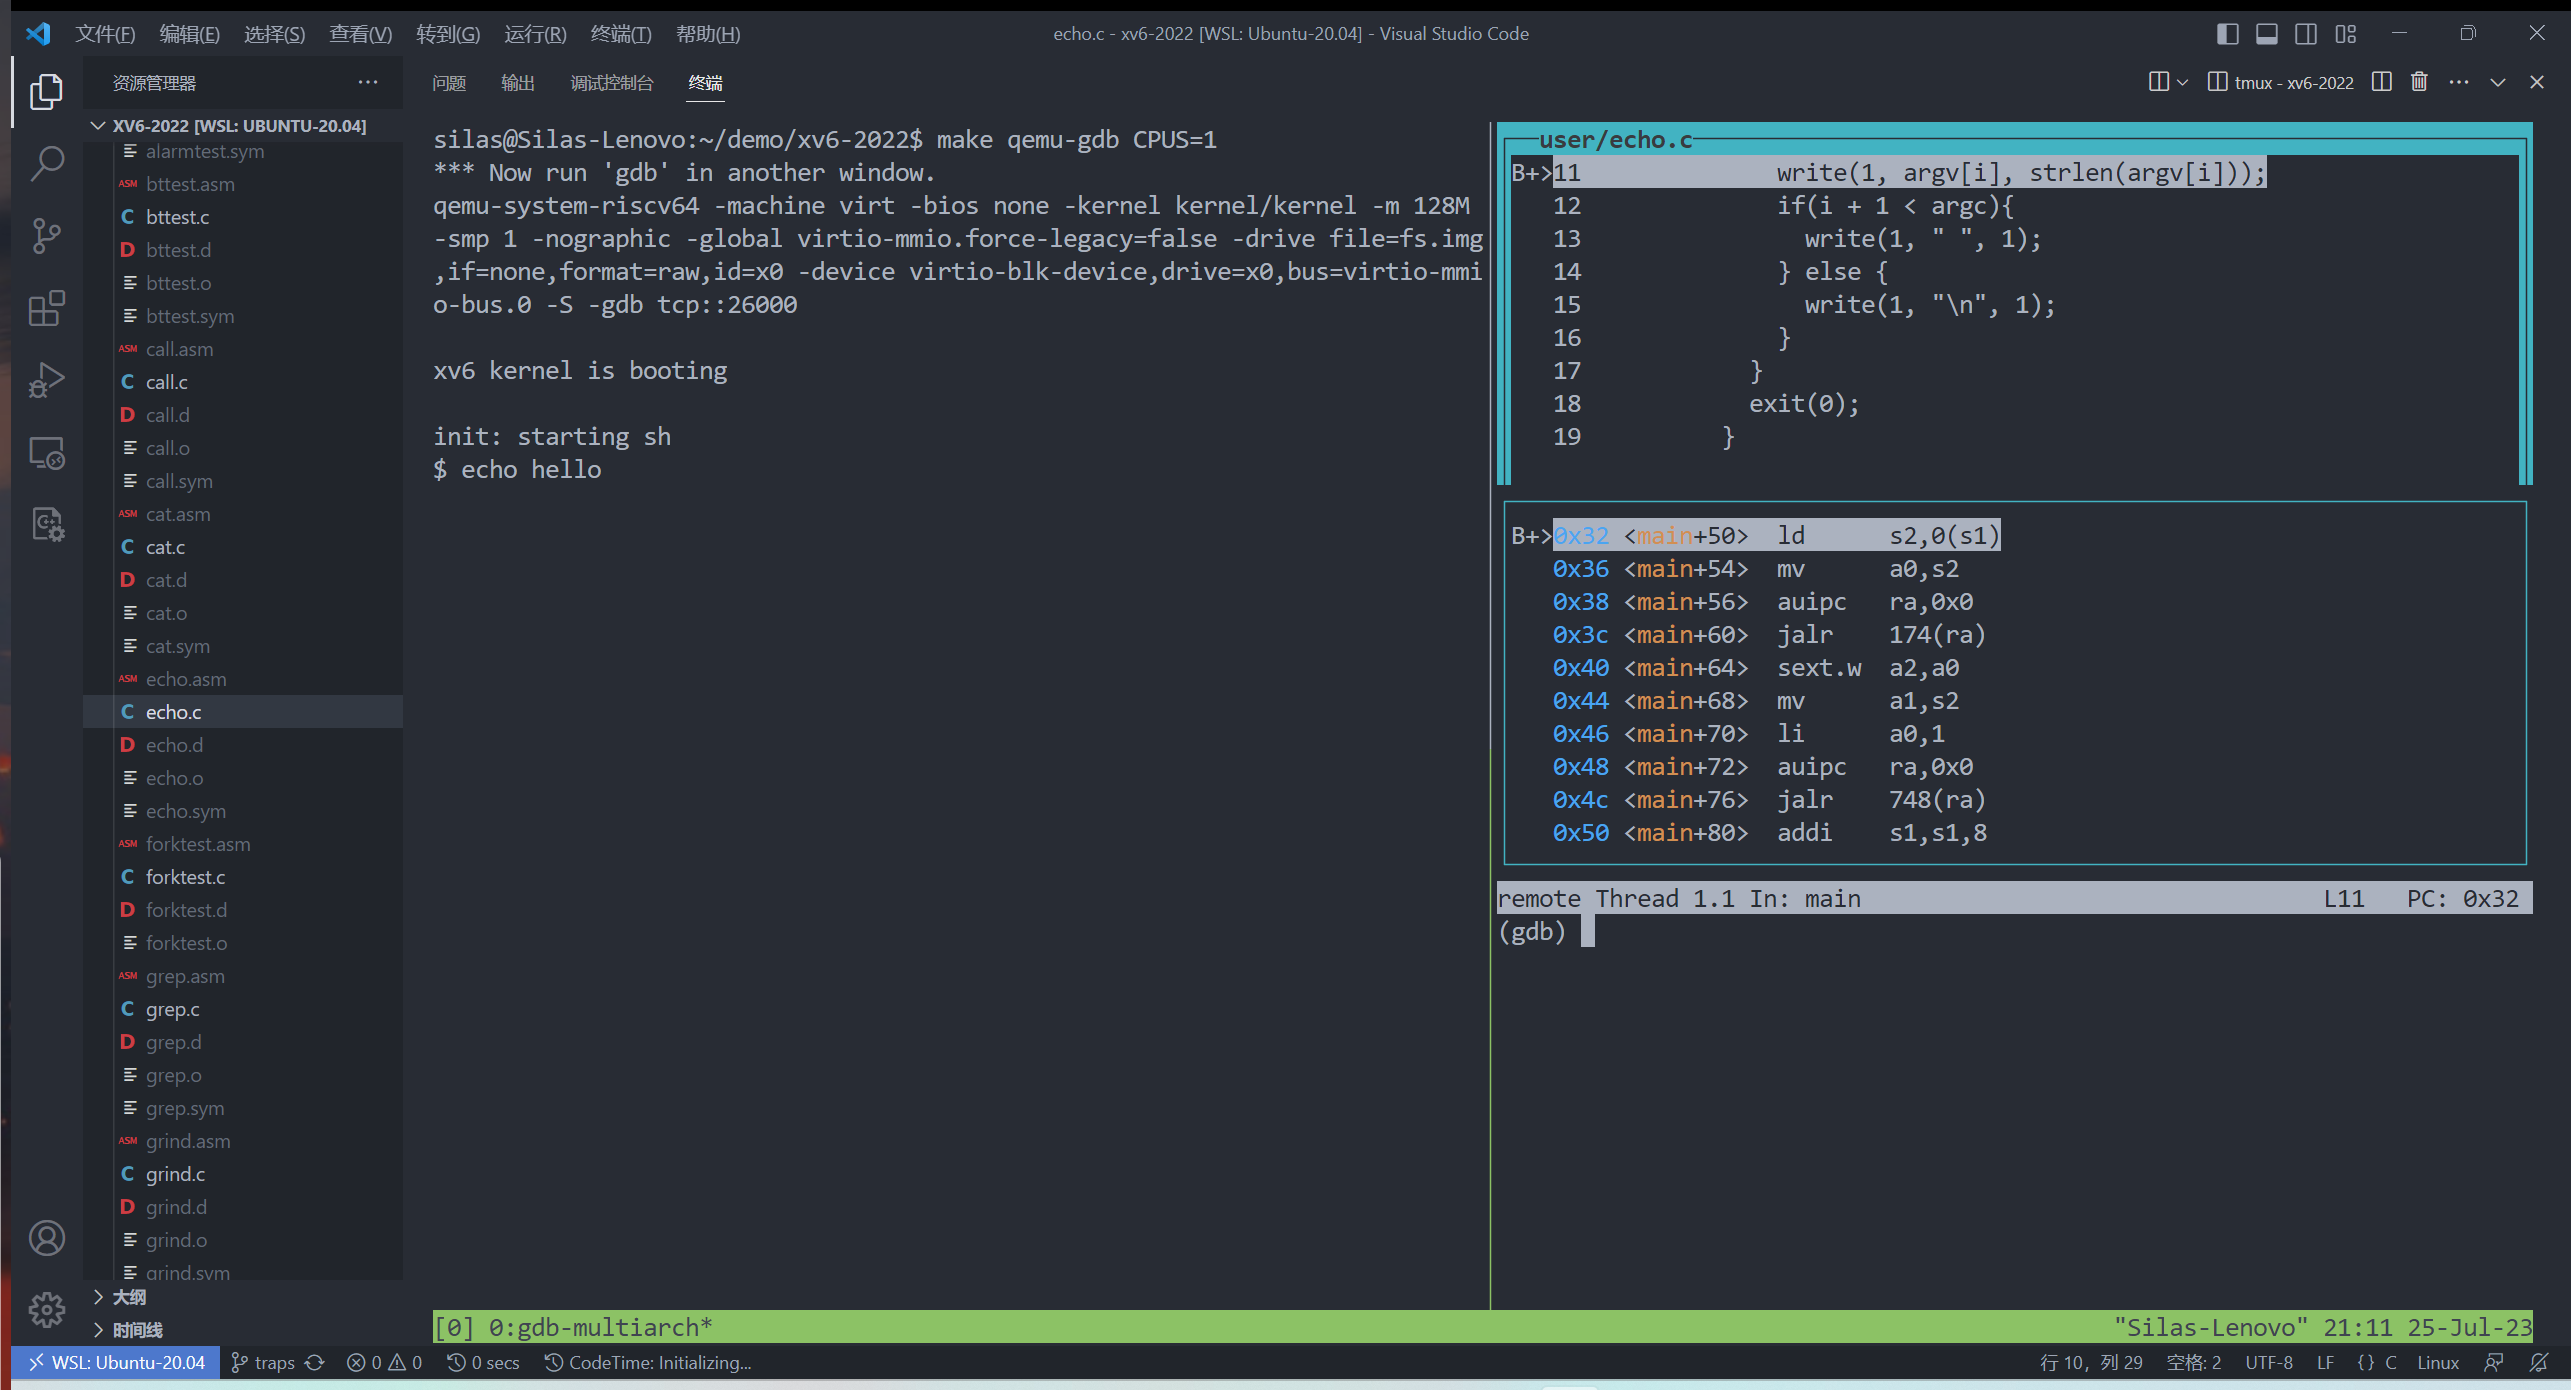 文件(F) 编辑(E) 选择(S) 查看(V) 转到(G) 运行(R) 终端(T) 帮助(H)
echo.c - xv6-2022 [WSL: Ubuntu-20.04] - Visual Studio Code
资源管理器
XV6-2022 [WSL: UBUNTU-20.04]
alarmtest.sym
ASM bttest.asm
C bttest.c
D bttest.d
bttest.o
bttest.sym
ASM call.asm
C call.c
D call.d
call.o
call.sym
ASM cat.asm
C cat.c
D cat.d
cat.o
cat.sym
ASM echo.asm
C echo.c
D echo.d
echo.o
echo.sym
ASM forktest.asm
C forktest.c
D forktest.d
forktest.o
ASM grep.asm
C grep.c
D grep.d
grep.o
grep.sym
ASM grind.asm
C grind.c
D grind.d
grind.o
grind.sym
大纲
时间线
问题 输出 调试控制台 终端
tmux - xv6-2022
silas@Silas-Lenovo:~/demo/xv6-2022$ make qemu-gdb CPUS=1
*** Now run 'gdb' in another window.
qemu-system-riscv64 -machine virt -bios none -kernel kernel/kernel -m 128M
-smp 1 -nographic -global virtio-mmio.force-legacy=false -drive file=fs.img
,if=none,format=raw,id=x0 -device virtio-blk-device,drive=x0,bus=virtio-mmi
o-bus.0 -S -gdb tcp::26000
xv6 kernel is booting
init: starting sh
$ echo hello
user/echo.c
B+>11 write(1, argv[i], strlen(argv[i]));
12 if(i + 1 < argc){
13 write(1, " ", 1);
14 } else {
15 write(1, "\n", 1);
16 }
17 }
18 exit(0);
19 }
B+>0x32 <main+50> ld s2,0(s1)
0x36 <main+54> mv a0,s2
0x38 <main+56> auipc ra,0x0
0x3c <main+60> jalr 174(ra)
0x40 <main+64> sext.w a2,a0
0x44 <main+68> mv a1,s2
0x46 <main+70> li a0,1
0x48 <main+72> auipc ra,0x0
0x4c <main+76> jalr 748(ra)
0x50 <main+80> addi s1,s1,8
remote Thread 1.1 In: main L11 PC: 0x32
(gdb)
[0] 0:gdb-multiarch* "Silas-Lenovo" 21:11 25-Jul-23
WSL: Ubuntu-20.04 traps 0 0 0 secs CodeTime: Initializing... 行 10，列 29 空格: 2 UTF-8 LF {} C Linux